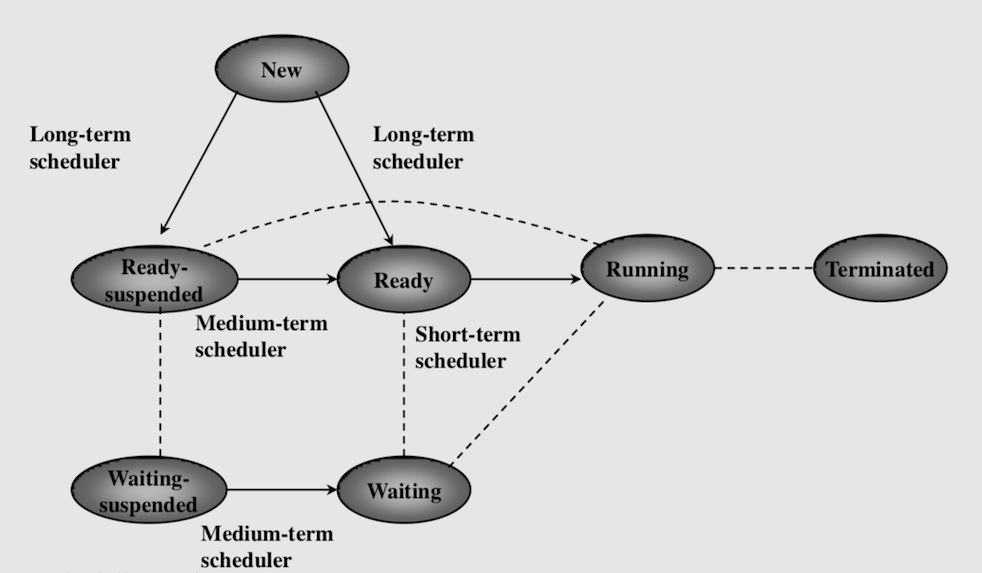 New
Long-term
scheduler
Long-term
scheduler
Ready-
suspended
Ready
Running
Terminated
Medium-term
scheduler
Short-term
scheduler
Waiting-
suspended
Waiting
Medium-term
scheduler